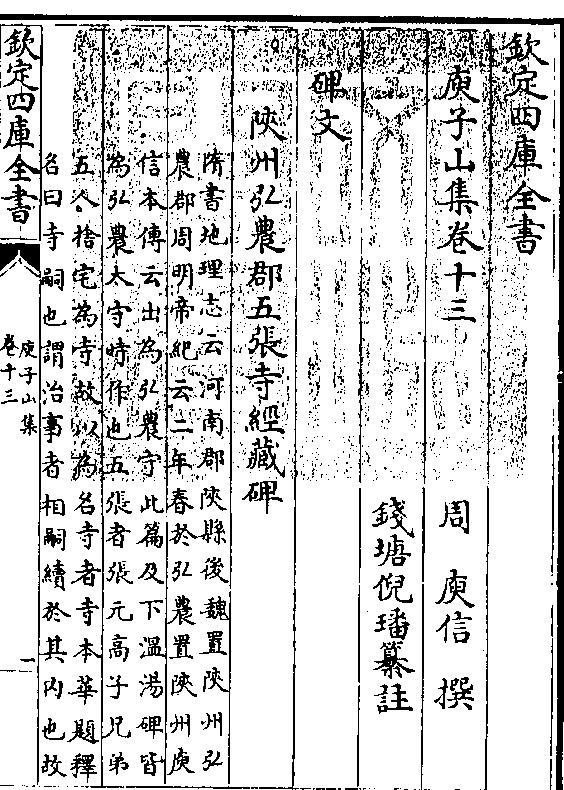 欽定四庫全書
庾子山集卷十三
周 庾信 撰
錢塘倪璠纂註
碑文
陜州弘農郡五張寺經藏碑
隋書地理志云河南郡陜縣後魏置陜州弘
農郡周明帝紀云二年春於弘農置陜州庾
信本傳云出為弘農守此篇及下溫湯碑皆
為弘農太守時作也五張者張元高子兄弟
五人捨宅為寺故以為名寺者寺本華題釋
名曰寺嗣也謂治事者相嗣續於其内也故
欽定四庫全書
庾子山集
卷十三
一